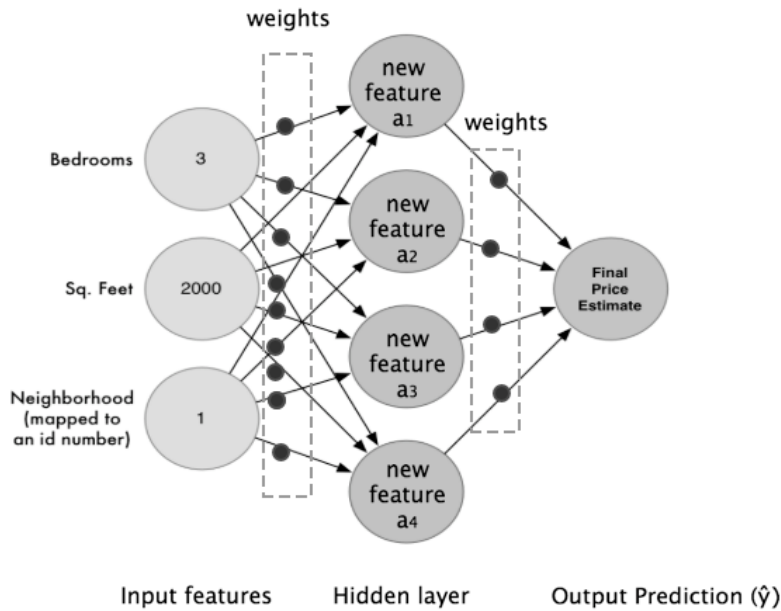 weights
new
feature
a1
weights
Bedrooms
3
new
feature
a2
Sq. Feet
2000
Final
Price
Estimate
new
feature
a3
Neighborhood
(mapped to
an id number)
1
new
feature
a4
Input features
Hidden layer
Output Prediction (ŷ)